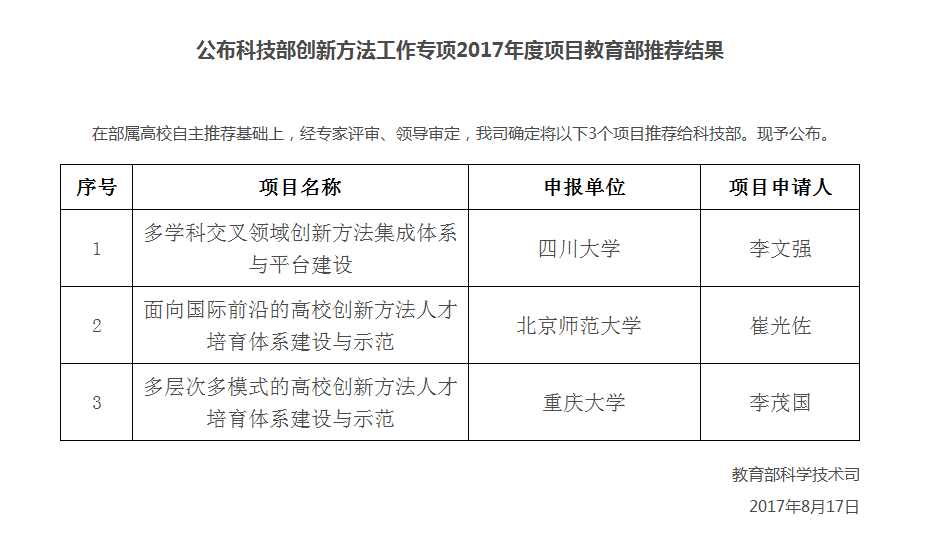 公布科技部创新方法工作专项2017年度项目教育部推荐结果
在部属高校自主推荐基础上，经专家评审、领导审定，我司确定将以下3个项目推荐给科技部。现予公布。
序号 项目名称 申报单位 项目申请人
1 多学科交叉领域创新方法集成体系
与平台建设 四川大学 李文强
2 面向国际前沿的高校创新方法人才
培育体系建设与示范 北京师范大学 崔光佐
3 多层次多模式的高校创新方法人才
培育体系建设与示范 重庆大学 李茂国
教育部科学技术司
2017年8月17日